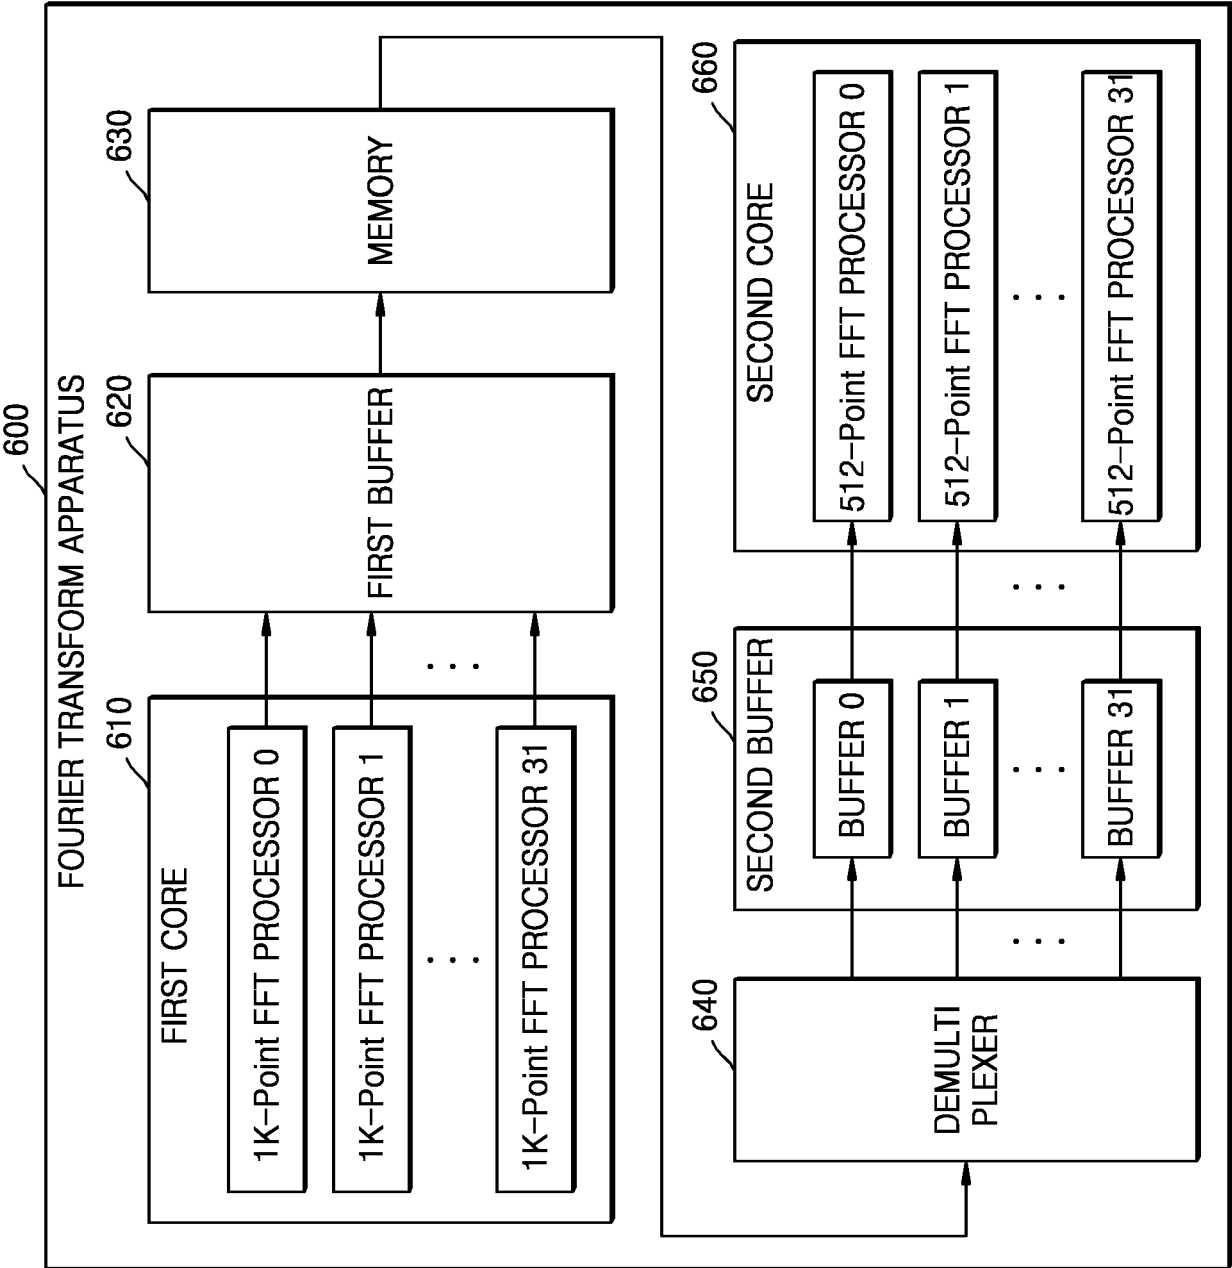 600
FOURIER TRANSFORM APPARATUS
610
FIRST CORE
1K-Point FFT PROCESSOR 0
1K-Point FFT PROCESSOR 1
. . .
1K-Point FFT PROCESSOR 31
. . .
620
FIRST BUFFER
630
MEMORY
640
DEMULTI
PLEXER
. . .
650
SECOND BUFFER
BUFFER 0
BUFFER 1
. . .
BUFFER 31
. . .
660
SECOND CORE
512-Point FFT PROCESSOR 0
512-Point FFT PROCESSOR 1
. . .
512-Point FFT PROCESSOR 31